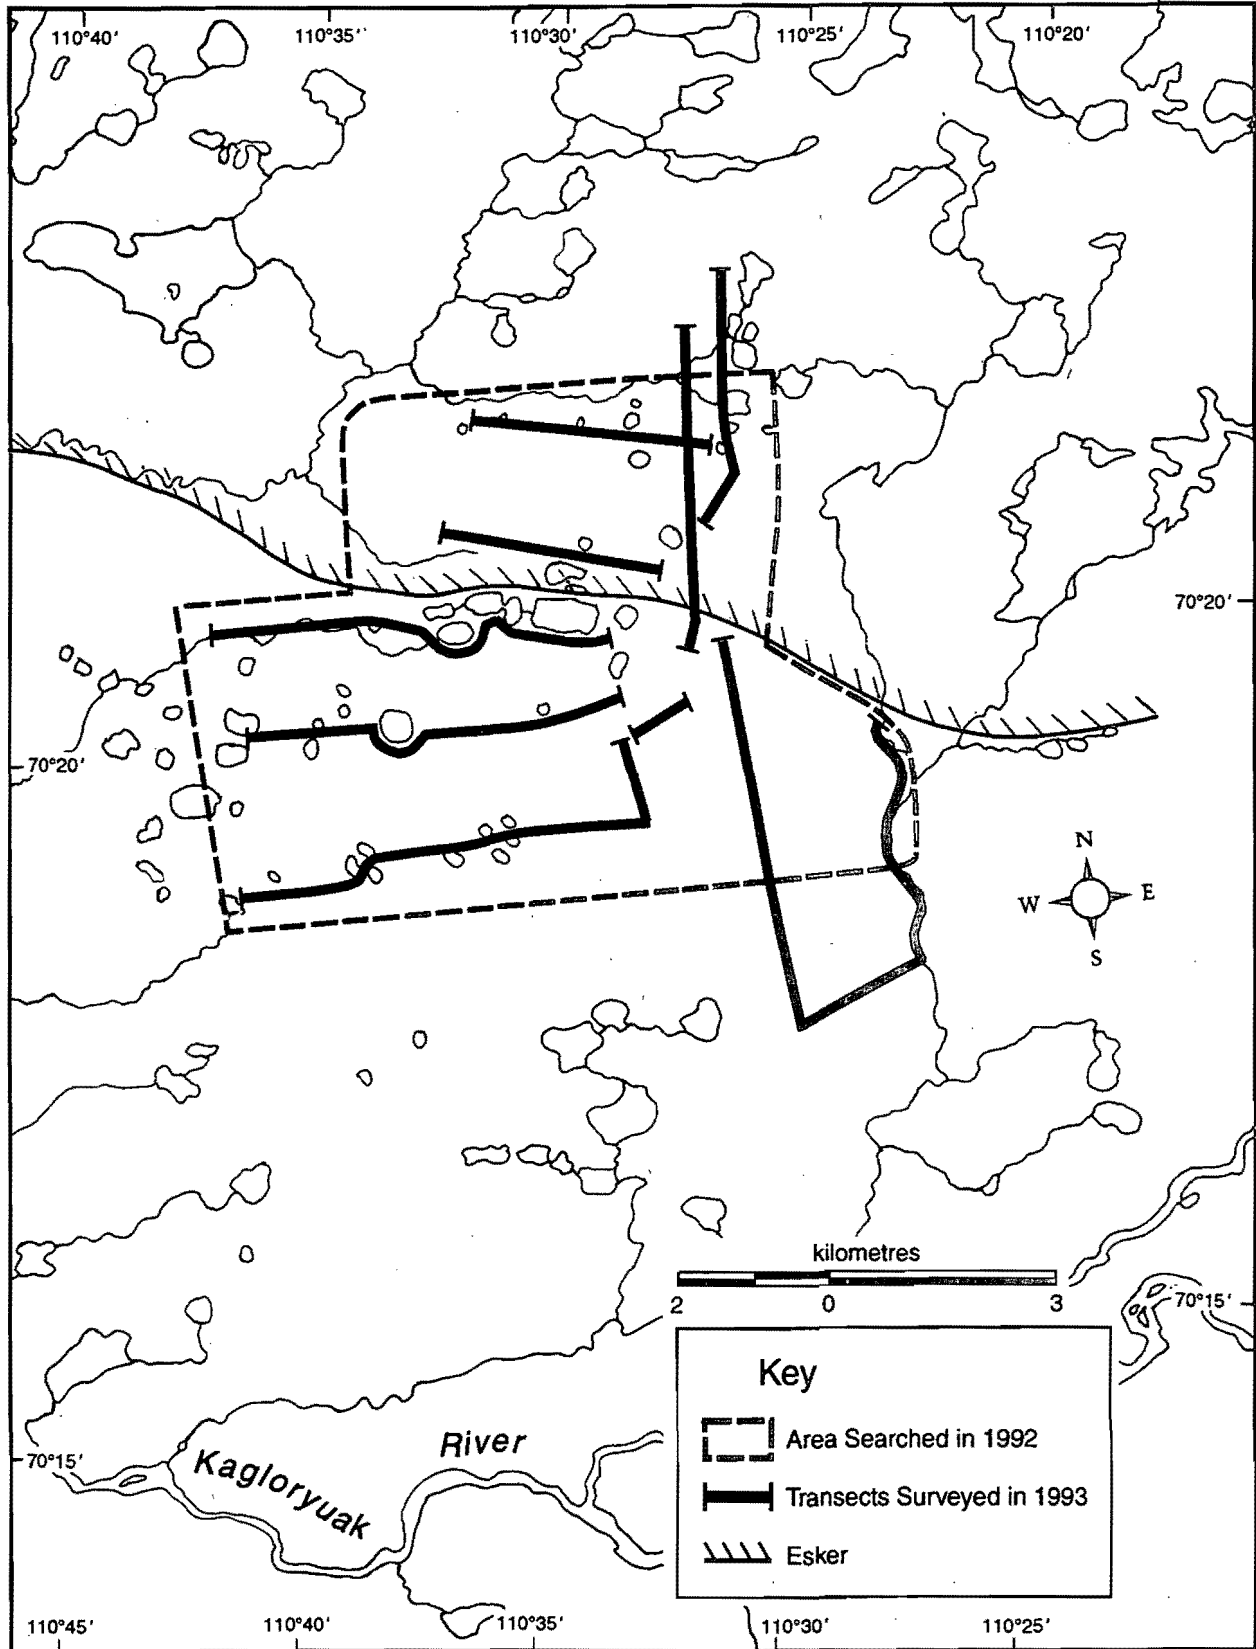 110°40′ 110°35′ 110°30′ 110°25′ 110°20′
70°20′
70°20′
N
W E
S
kilometres
2 0 3
70°15′
Key
Area Searched in 1992
Transects Surveyed in 1993
Esker
70°15′
Kagloryuak River
110°45′ 110°40′ 110°35′ 110°30′ 110°25′